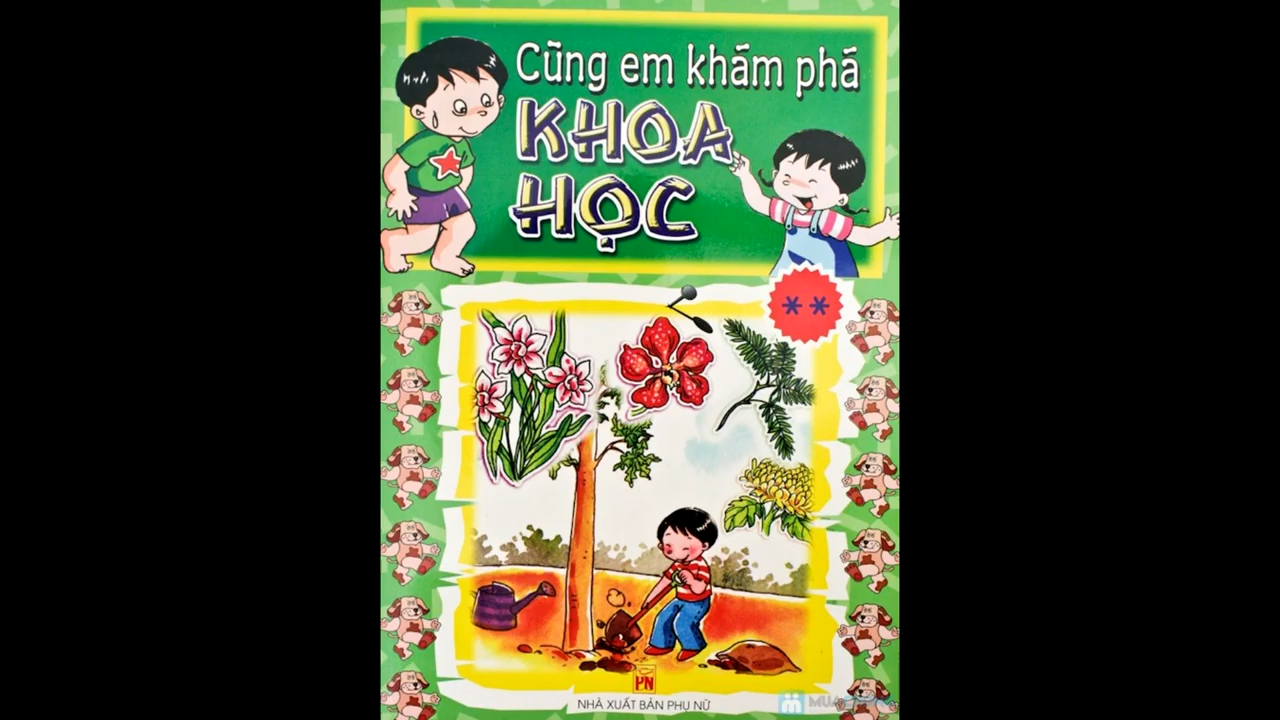 Cũng em khám phá
KHOA
HỌC
**
PN
NHÀ XUẤT BẢN PHỤ NỮ